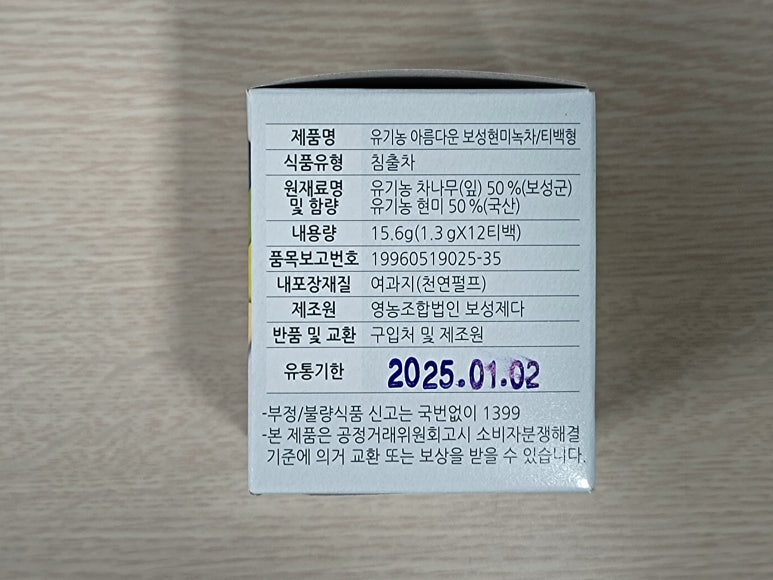 제품명 유기농 아름다운 보성현미녹차/티백형
식품유형 침출차
원재료명 유기농 차나무(잎) 50 %(보성군)
및 함량 유기농 현미 50 %(국산)
내용량 15.6g(1.3 gX12티백)
품목보고번호 19960519025-35
내포장재질 여과지(천연펄프)
제조원 영농조합법인 보성제다
반품 및 교환 구입처 및 제조원
유통기한 2025.01.02
-부정/불량식품 신고는 국번없이 1399
-본 제품은 공정거래위원회고시 소비자분쟁해결
기준에 의거 교환 또는 보상을 받을 수 있습니다.